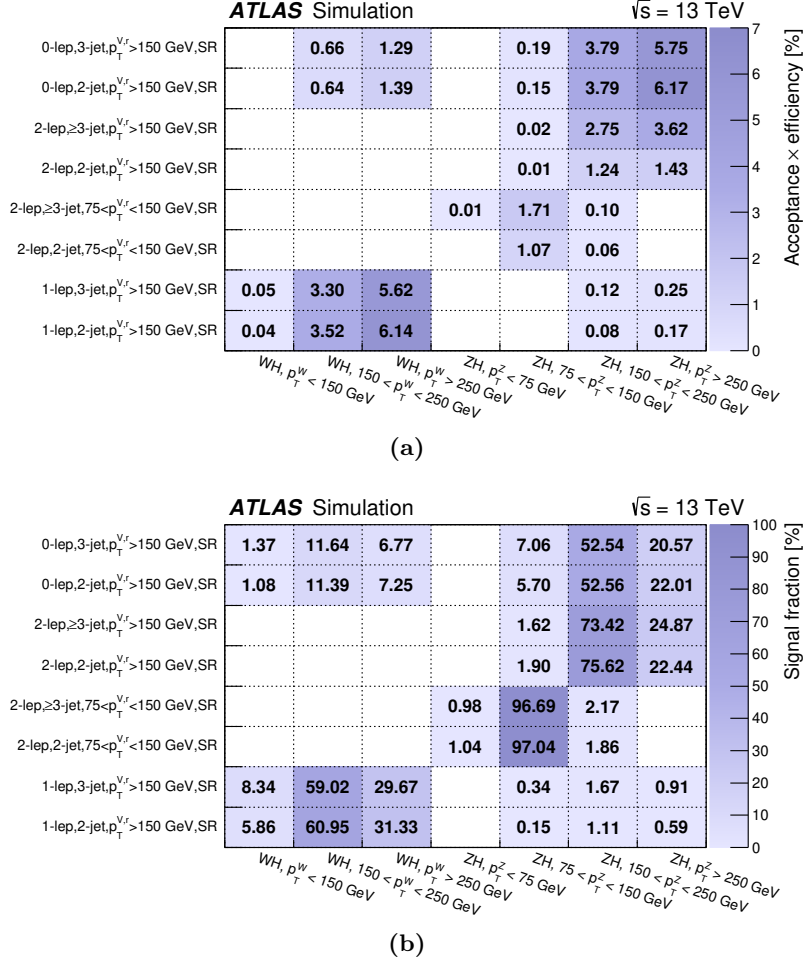 ATLAS Simulation √s = 13 TeV
0-lep,3-jet,p_T^{V,r}>150 GeV,SR 0.66 1.29 0.19 3.79 5.75
0-lep,2-jet,p_T^{V,r}>150 GeV,SR 0.64 1.39 0.15 3.79 6.17
2-lep,≥3-jet,p_T^{V,r}>150 GeV,SR 0.02 2.75 3.62
2-lep,2-jet,p_T^{V,r}>150 GeV,SR 0.01 1.24 1.43
2-lep,≥3-jet,75<p_T^{V,r}<150 GeV,SR 0.01 1.71 0.10
2-lep,2-jet,75<p_T^{V,r}<150 GeV,SR 1.07 0.06
1-lep,3-jet,p_T^{V,r}>150 GeV,SR 0.05 3.30 5.62 0.12 0.25
1-lep,2-jet,p_T^{V,r}>150 GeV,SR 0.04 3.52 6.14 0.08 0.17
WH, p_T^W < 150 GeV
WH, 150 < p_T^W < 250 GeV
WH, p_T^W > 250 GeV
ZH, p_T^Z < 75 GeV
ZH, 75 < p_T^Z < 150 GeV
ZH, 150 < p_T^Z < 250 GeV
ZH, p_T^Z > 250 GeV
7
6
5
4
3
2
1
0
Acceptance × efficiency [%]
(a)
ATLAS Simulation √s = 13 TeV
0-lep,3-jet,p_T^{V,r}>150 GeV,SR 1.37 11.64 6.77 7.06 52.54 20.57
0-lep,2-jet,p_T^{V,r}>150 GeV,SR 1.08 11.39 7.25 5.70 52.56 22.01
2-lep,≥3-jet,p_T^{V,r}>150 GeV,SR 1.62 73.42 24.87
2-lep,2-jet,p_T^{V,r}>150 GeV,SR 1.90 75.62 22.44
2-lep,≥3-jet,75<p_T^{V,r}<150 GeV,SR 0.98 96.69 2.17
2-lep,2-jet,75<p_T^{V,r}<150 GeV,SR 1.04 97.04 1.86
1-lep,3-jet,p_T^{V,r}>150 GeV,SR 8.34 59.02 29.67 0.34 1.67 0.91
1-lep,2-jet,p_T^{V,r}>150 GeV,SR 5.86 60.95 31.33 0.15 1.11 0.59
WH, p_T^W < 150 GeV
WH, 150 < p_T^W < 250 GeV
WH, p_T^W > 250 GeV
ZH, p_T^Z < 75 GeV
ZH, 75 < p_T^Z < 150 GeV
ZH, 150 < p_T^Z < 250 GeV
ZH, p_T^Z > 250 GeV
100
90
80
70
60
50
40
30
20
10
0
Signal fraction [%]
(b)